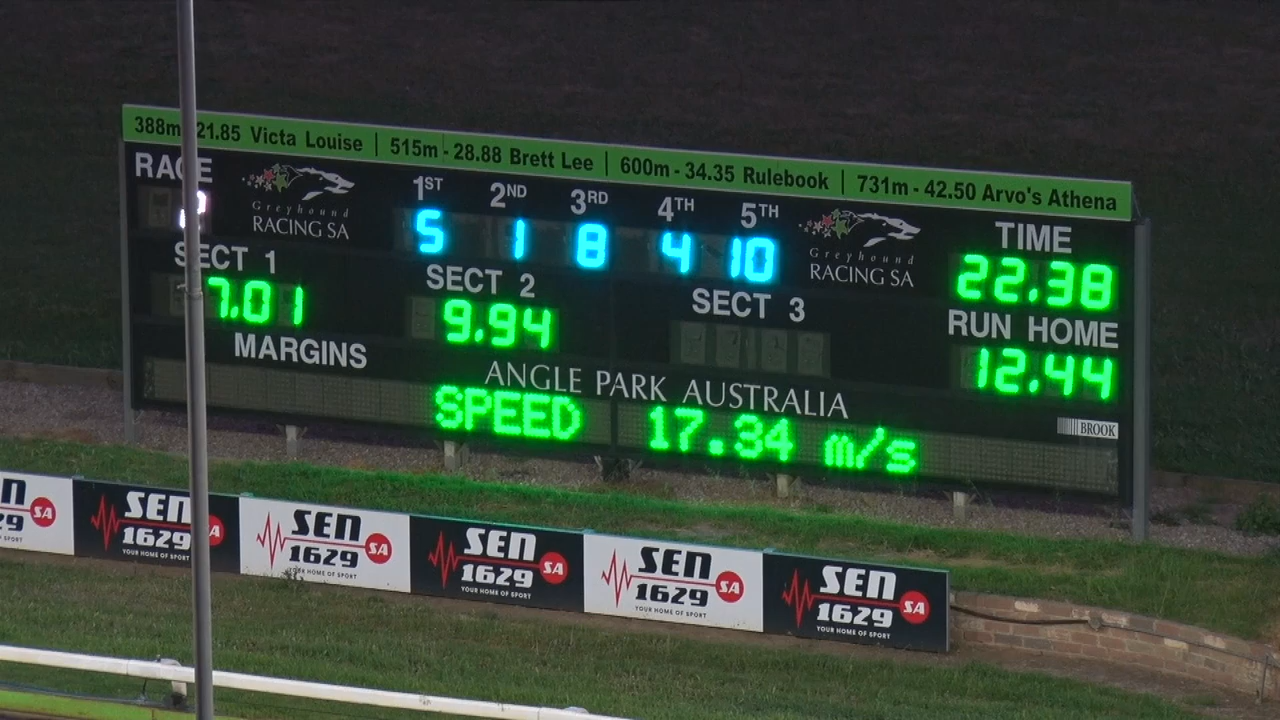 388m 21.85 Victa Louise | 515m - 28.88 Brett Lee | 600m - 34.35 Rulebook | 731m - 42.50 Arvo's Athena
RACE
Greyhound
RACING SA
1ST 2ND 3RD 4TH 5TH
5 1 8 4 10
Greyhound
RACING SA
TIME
22.38
SECT 1
7.01
SECT 2
9.94
SECT 3
RUN HOME
12.44
MARGINS
ANGLE PARK AUSTRALIA
SPEED 17.34 m/s
BROOK
SA
SEN
1629 SA
YOUR HOME OF SPORT
SEN
1629 SA
YOUR HOME OF SPORT
SEN
1629 SA
YOUR HOME OF SPORT
SEN
1629 SA
YOUR HOME OF SPORT
SEN
1629 SA
YOUR HOME OF SPORT